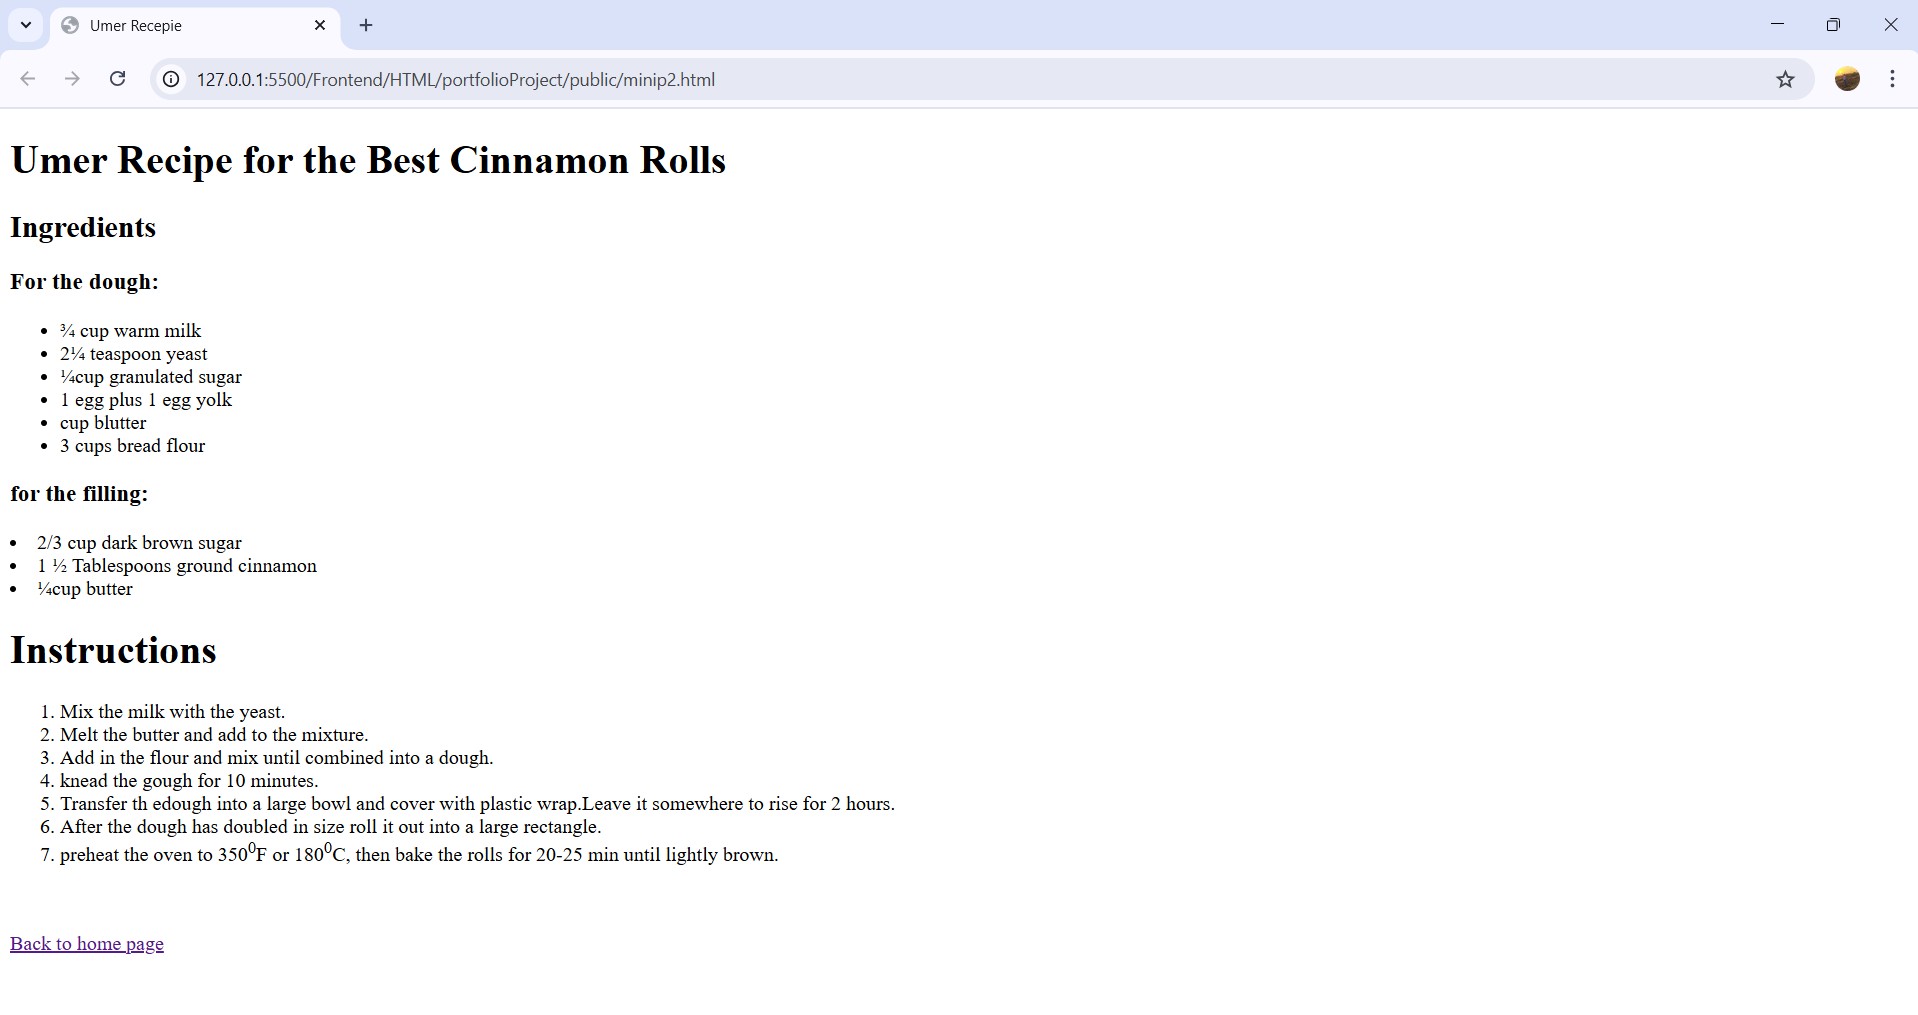 Umer Recepie
127.0.0.1:5500/Frontend/HTML/portfolioProject/public/minip2.html
Umer Recipe for the Best Cinnamon Rolls
Ingredients
For the dough:
• ¾ cup warm milk
• 2¼ teaspoon yeast
• ¼cup granulated sugar
• 1 egg plus 1 egg yolk
• cup blutter
• 3 cups bread flour
for the filling:
• 2/3 cup dark brown sugar
• 1 ½ Tablespoons ground cinnamon
• ¼cup butter
Instructions
1. Mix the milk with the yeast.
2. Melt the butter and add to the mixture.
3. Add in the flour and mix until combined into a dough.
4. knead the gough for 10 minutes.
5. Transfer th edough into a large bowl and cover with plastic wrap.Leave it somewhere to rise for 2 hours.
6. After the dough has doubled in size roll it out into a large rectangle.
7. preheat the oven to 350⁰F or 180⁰C, then bake the rolls for 20-25 min until lightly brown.
Back to home page